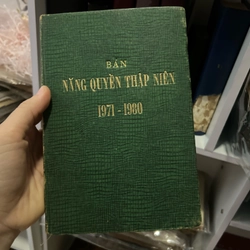 BẢN
NĂNG QUYỀN THẬP NIÊN
1971 - 1980